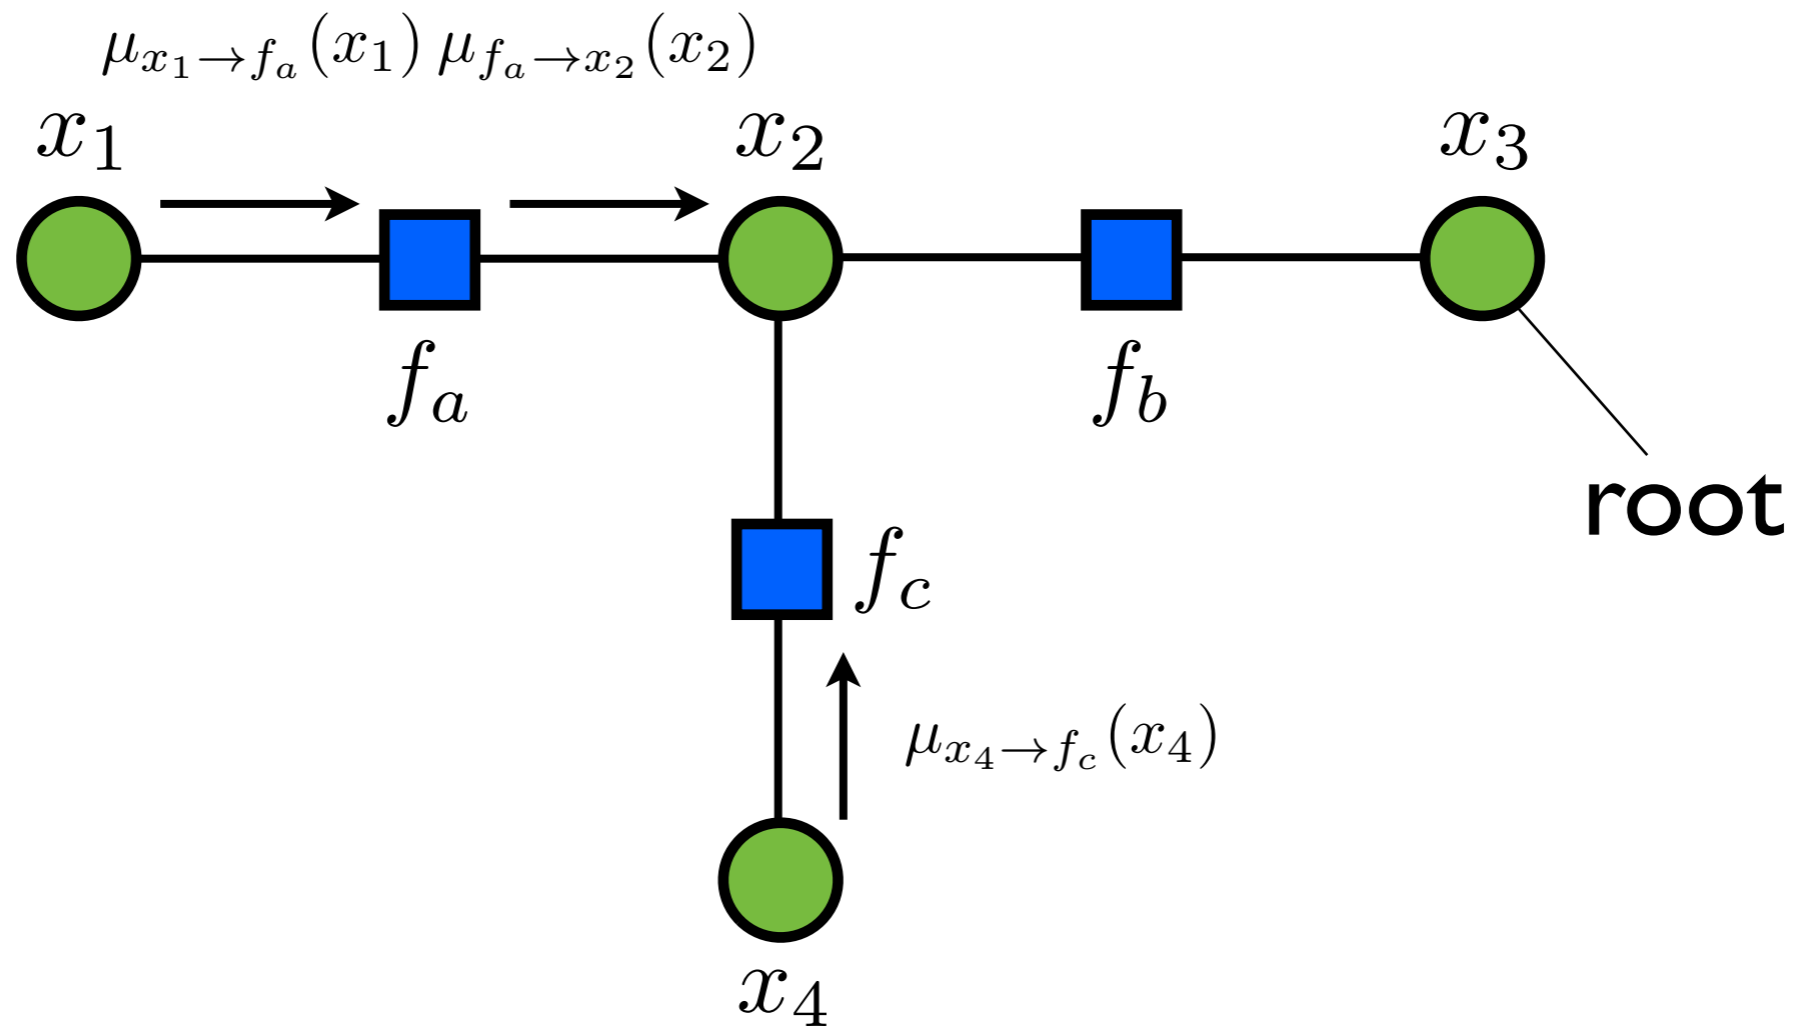 μ_{x_1→f_a}(x_1) μ_{f_a→x_2}(x_2)
x_1 x_2 x_3
f_a f_b
root
f_c
μ_{x_4→f_c}(x_4)
x_4